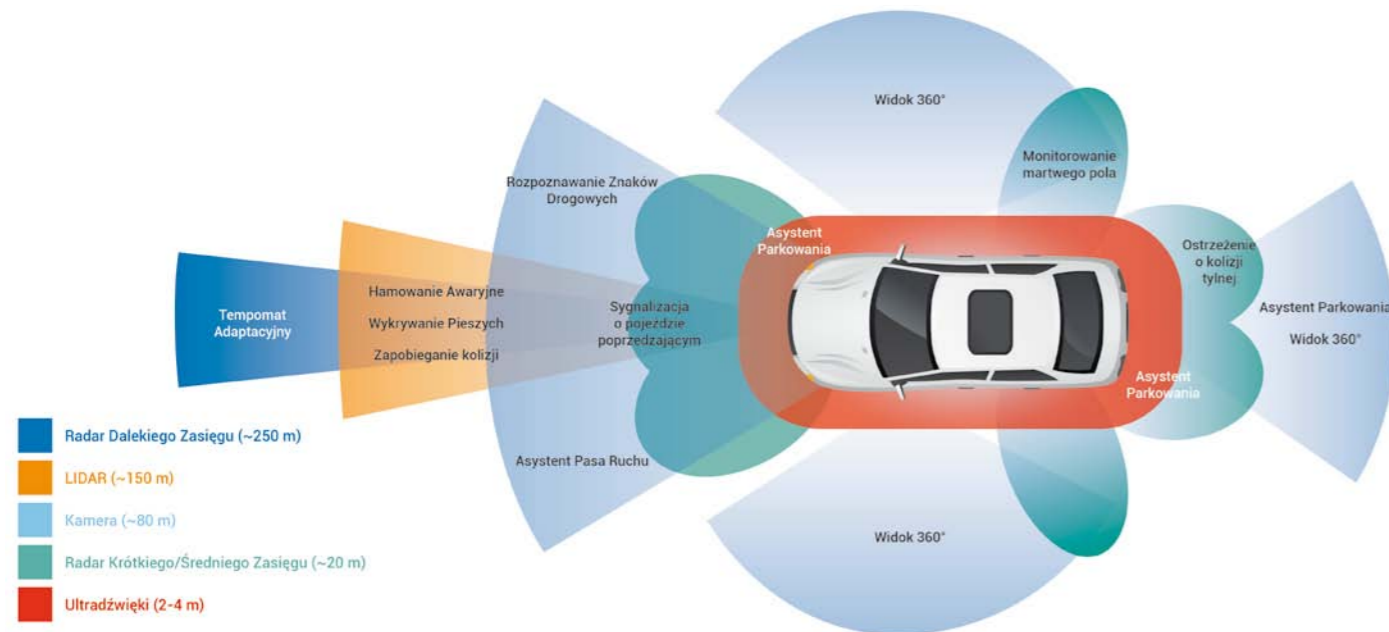 Widok 360°
Monitorowanie
martwego pola
Rozpoznawanie Znaków
Drogowych
Asystent
Parkowania
Ostrzeżenie
o kolizji
tylnej
Hamowanie Awaryjne
Sygnalizacja
o pojeździe
poprzedzającym
Asystent Parkowania
Tempomat
Adaptacyjny
Wykrywanie Pieszych
Widok 360°
Zapobieganie kolizji
Asystent
Parkowania
Asystent Pasa Ruchu
Widok 360°
Radar Dalekiego Zasięgu (~250 m)
LIDAR (~150 m)
Kamera (~80 m)
Radar Krótkiego/Średniego Zasięgu (~20 m)
Ultradźwięki (2-4 m)